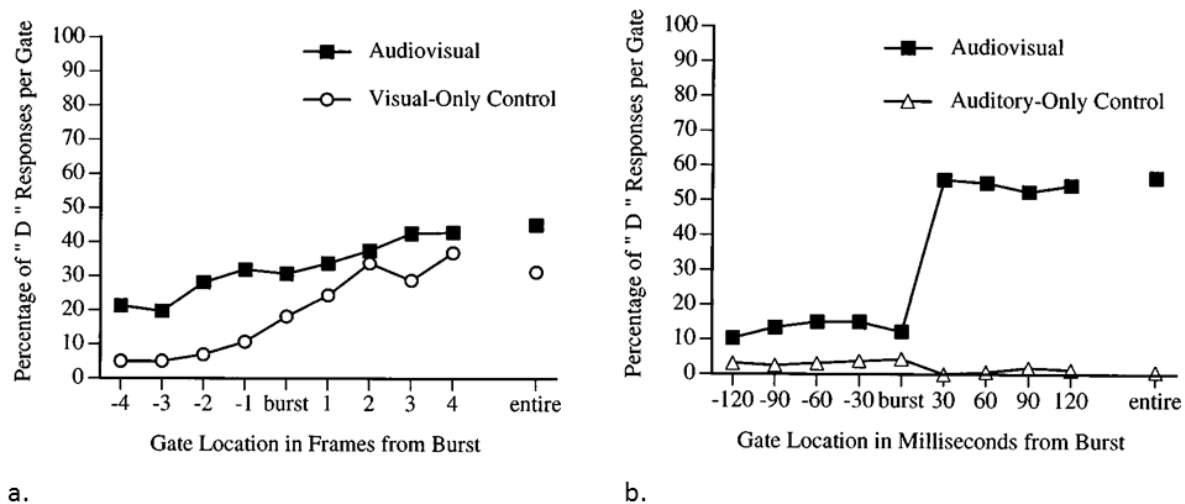 Percentage of " D " Responses per Gate
100
90
80
70
60
50
40
30
20
10
0
Audiovisual
Visual-Only Control
-4 -3 -2 -1 burst 1 2 3 4 entire
Gate Location in Frames from Burst
a.
Percentage of " D " Responses per Gate
100
90
80
70
60
50
40
30
20
10
0
Audiovisual
Auditory-Only Control
-120 -90 -60 -30 burst 30 60 90 120 entire
Gate Location in Milliseconds from Burst
b.